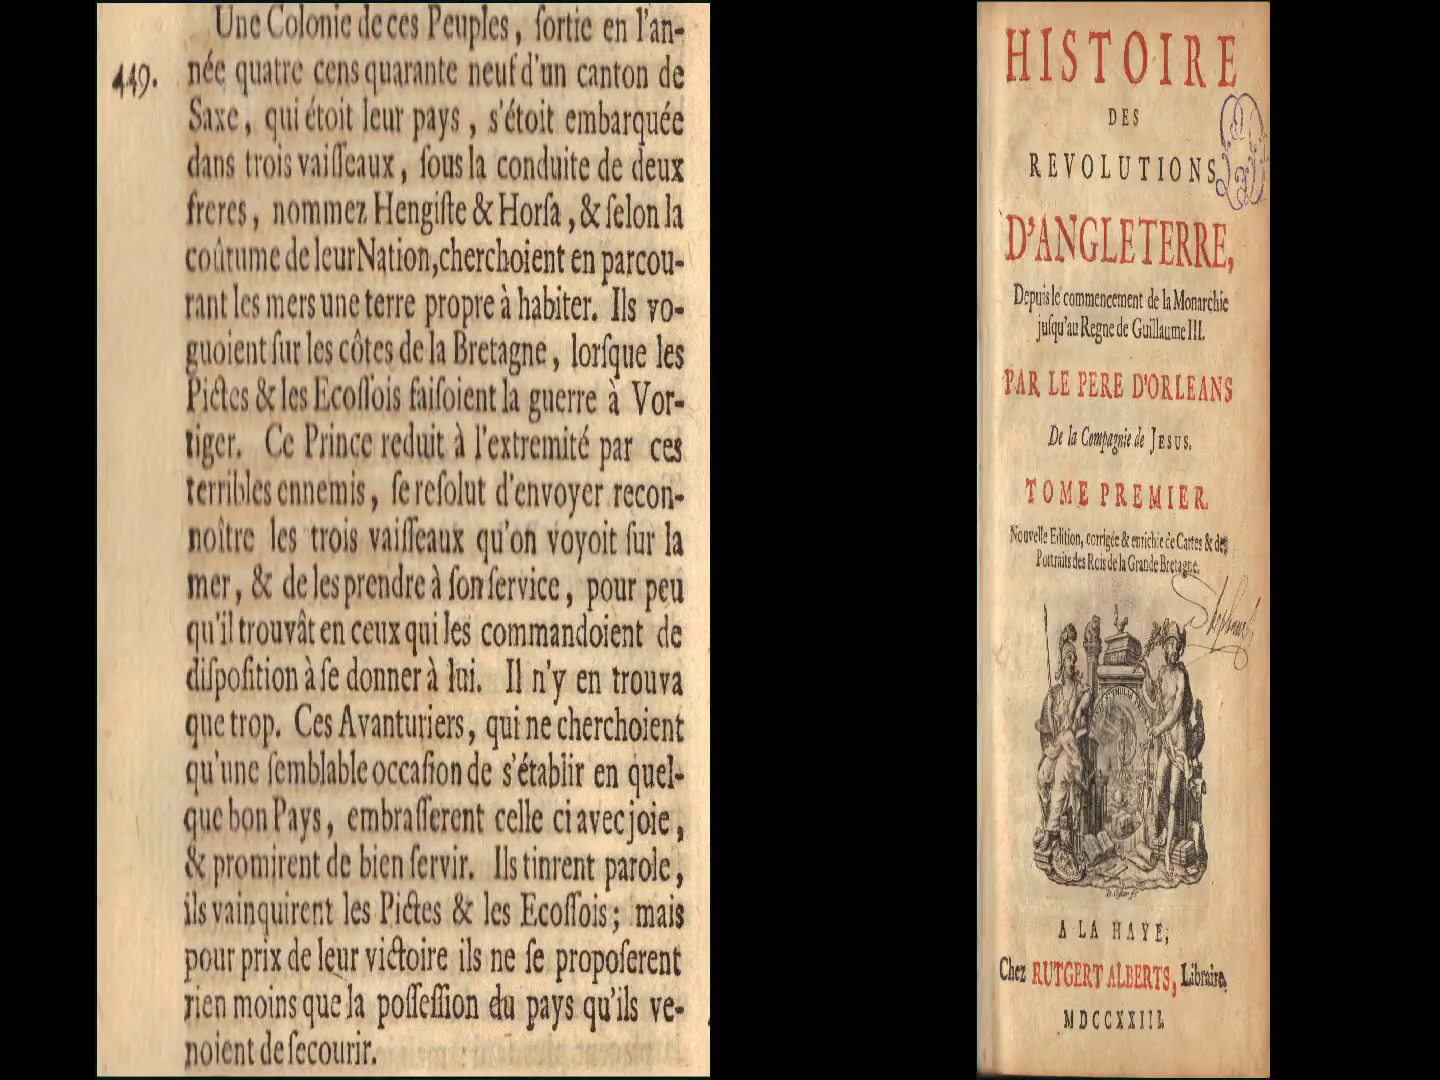 Une Colonie de ces Peuples, ſortie en l'an-
449. née quatre cens quarante neuf d'un canton de
Saxe, qui étoit leur pays, s'étoit embarquée
dans trois vaiſſeaux, ſous la conduite de deux
freres, nommez Hengiſte & Horſa, & ſelon la
coûtume de leur Nation, cherchoient en parcou-
rant les mers une terre propre à habiter. Ils vo-
guoient ſur les côtes de la Bretagne, lorſque les
Pictes & les Ecoſſois faiſoient la guerre à Vor-
tiger. Ce Prince reduit à l'extremité par ces
terribles ennemis, ſe reſolut d'envoyer recon-
noître les trois vaiſſeaux qu'on voyoit ſur la
mer, & de les prendre à ſon ſervice, pour peu
qu'il trouvât en ceux qui les commandoient de
diſpoſition à ſe donner à lui. Il n'y en trouva
que trop. Ces Avanturiers, qui ne cherchoient
qu'une ſemblable occaſion de s'établir en quel-
que bon Pays, embraſſerent celle ci avec joie,
& promirent de bien ſervir. Ils tinrent parole,
ils vainquirent les Pictes & les Ecoſſois; mais
pour prix de leur victoire ils ne ſe propoſerent
rien moins que la poſſeſſion du pays qu'ils ve-
noient de ſecourir.
HISTOIRE
DES
REVOLUTIONS
D'ANGLETERRE,
Depuis le commencement de la Monarchie
juſqu'au Regne de Guillaume III.
PAR LE PERE D'ORLEANS
De la Compagnie de JESUS.
TOME PREMIER.
Nouvelle Edition, corrigée & enrichie de Cartes & des
Portraits des Rois de la Grande Bretagne.
A LA HAYE,
Chez RUTGERT ALBERTS, Libraire,
MDCCXXIII.